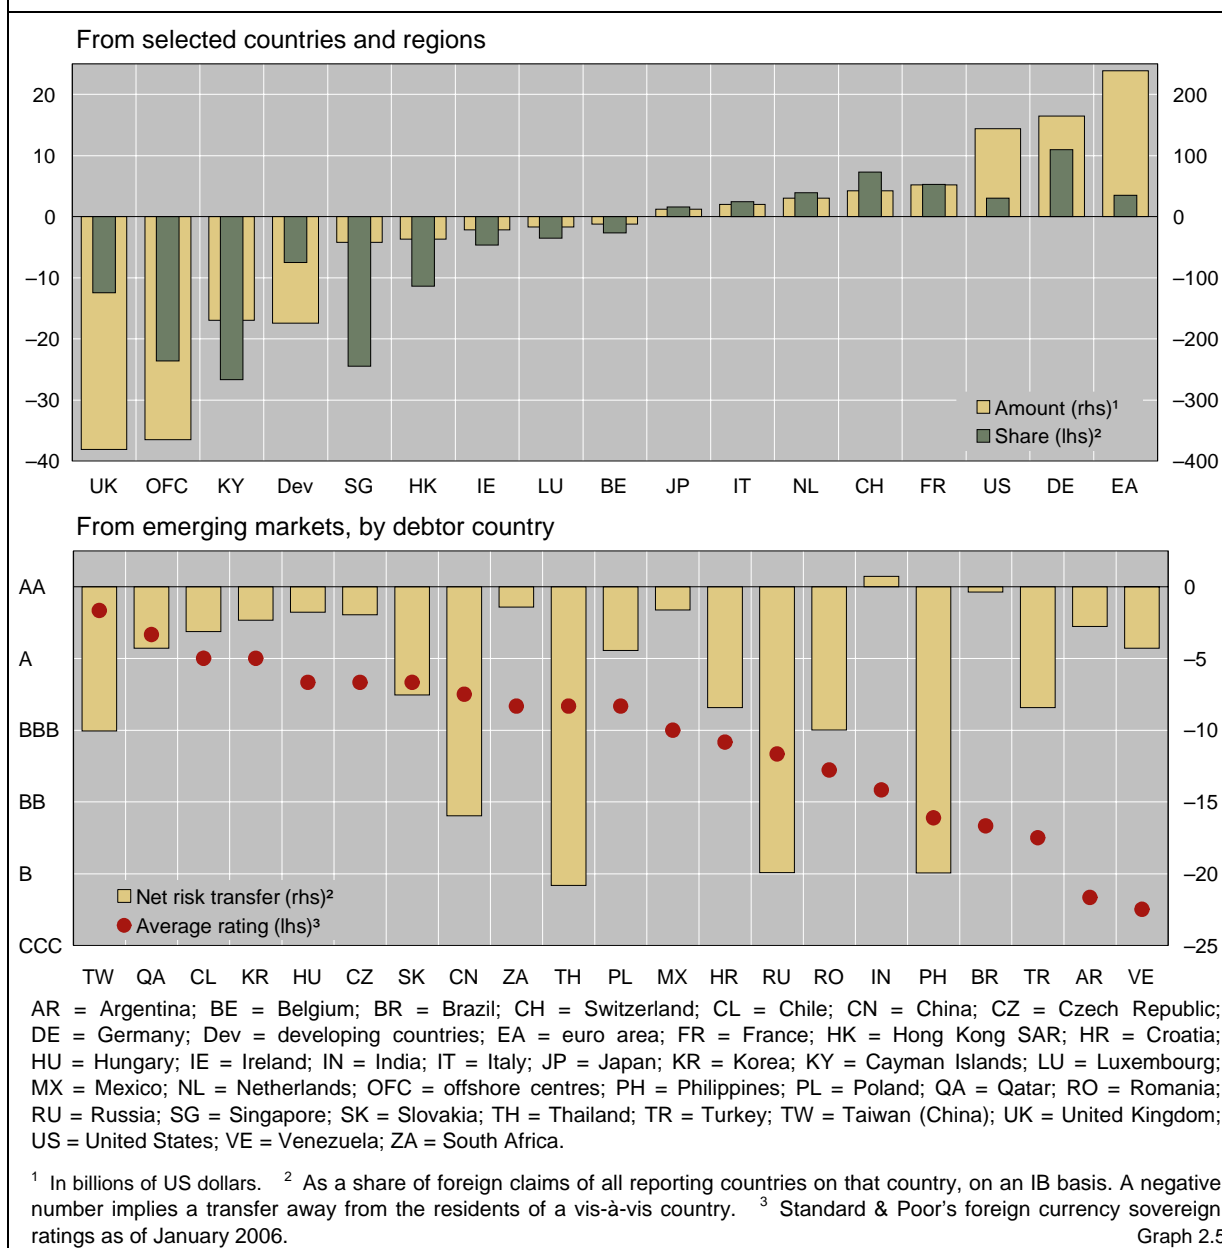 From selected countries and regions
20
10
0
–10
–20
–30
–40
200
100
0
–100
–200
–300
–400
Amount (rhs)¹
Share (lhs)²
UK OFC KY Dev SG HK IE LU BE JP IT NL CH FR US DE EA
From emerging markets, by debtor country
AA
A
BBB
BB
B
CCC
0
–5
–10
–15
–20
–25
Net risk transfer (rhs)²
Average rating (lhs)³
TW QA CL KR HU CZ SK CN ZA TH PL MX HR RU RO IN PH BR TR AR VE
AR = Argentina; BE = Belgium; BR = Brazil; CH = Switzerland; CL = Chile; CN = China; CZ = Czech Republic;
DE = Germany; Dev = developing countries; EA = euro area; FR = France; HK = Hong Kong SAR; HR = Croatia;
HU = Hungary; IE = Ireland; IN = India; IT = Italy; JP = Japan; KR = Korea; KY = Cayman Islands; LU = Luxembourg;
MX = Mexico; NL = Netherlands; OFC = offshore centres; PH = Philippines; PL = Poland; QA = Qatar; RO = Romania;
RU = Russia; SG = Singapore; SK = Slovakia; TH = Thailand; TR = Turkey; TW = Taiwan (China); UK = United Kingdom;
US = United States; VE = Venezuela; ZA = South Africa.
¹ In billions of US dollars. ² As a share of foreign claims of all reporting countries on that country, on an IB basis. A negative
number implies a transfer away from the residents of a vis-à-vis country. ³ Standard & Poor's foreign currency sovereign
ratings as of January 2006. Graph 2.5